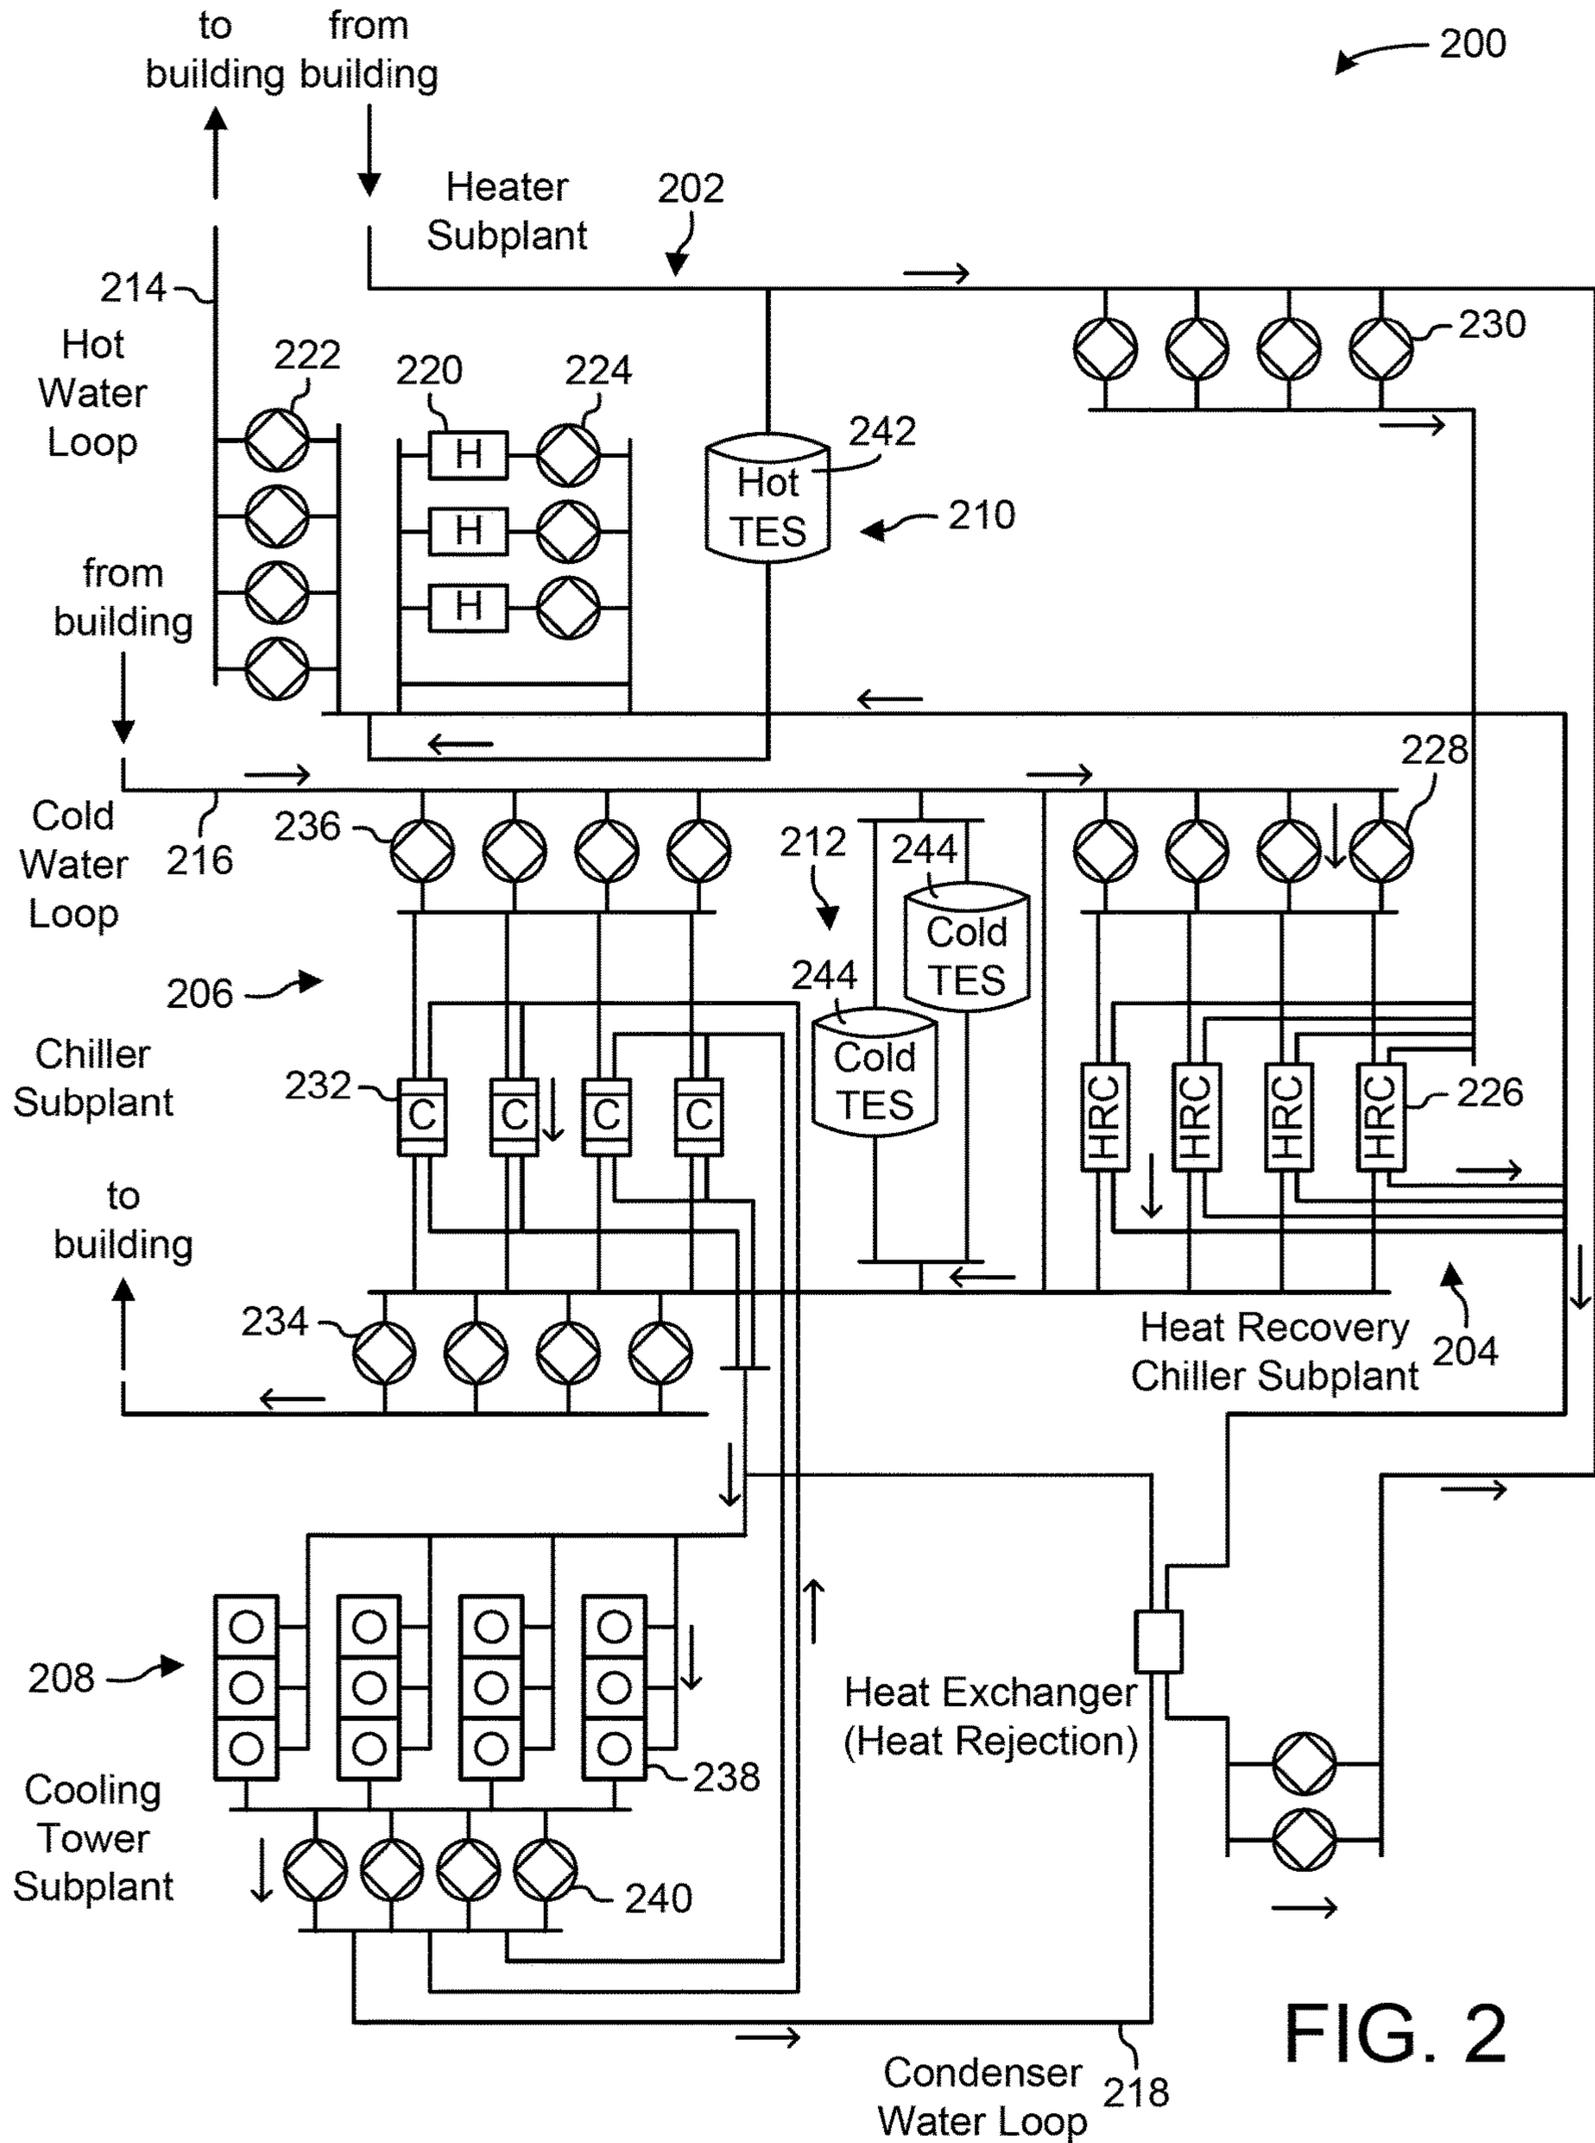 to
building
from
building
200
Heater
Subplant
202
214
Hot
Water
Loop
222
220
224
230
H
H
H
Hot
TES
242
210
from
building
228
Cold
Water
Loop
216
236
212
244
Cold
TES
244
Cold
TES
206
Chiller
Subplant
232
C
C
C
C
HRC
HRC
HRC
HRC
226
to
building
234
Heat Recovery
Chiller Subplant
204
208
Heat Exchanger
(Heat Rejection)
238
Cooling
Tower
Subplant
240
Condenser
Water Loop
218
FIG. 2